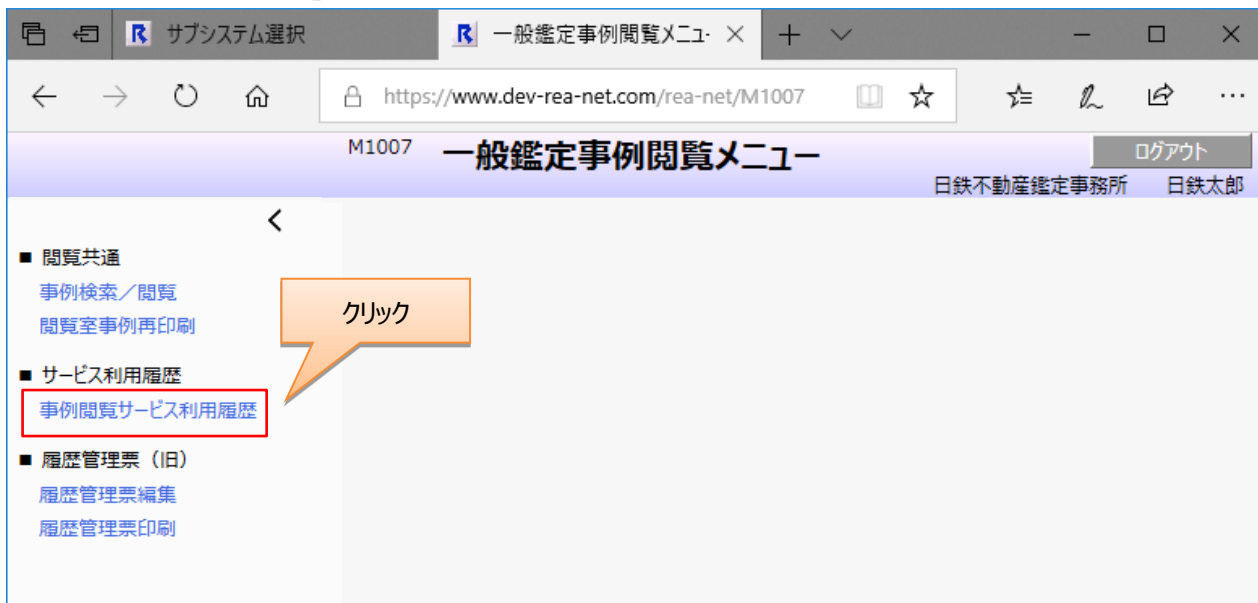 サブシステム選択
一般鑑定事例閲覧メニュー
https://www.dev-rea-net.com/rea-net/M1007
M1007 一般鑑定事例閲覧メニュー
ログアウト
日鉄不動産鑑定事務所 日鉄太郎
■ 閲覧共通
事例検索／閲覧
閲覧室事例再印刷
クリック
■ サービス利用履歴
事例閲覧サービス利用履歴
■ 履歴管理票（旧）
履歴管理票編集
履歴管理票印刷